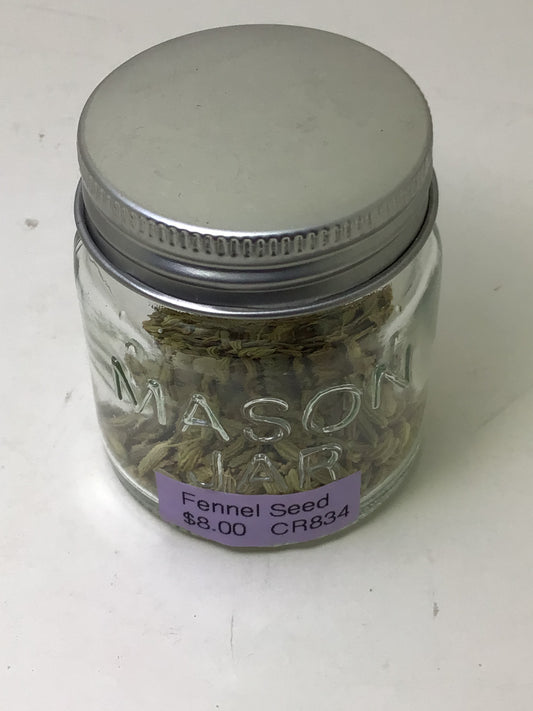 MASON
JAR
Fennel Seed
$8.00 CR834